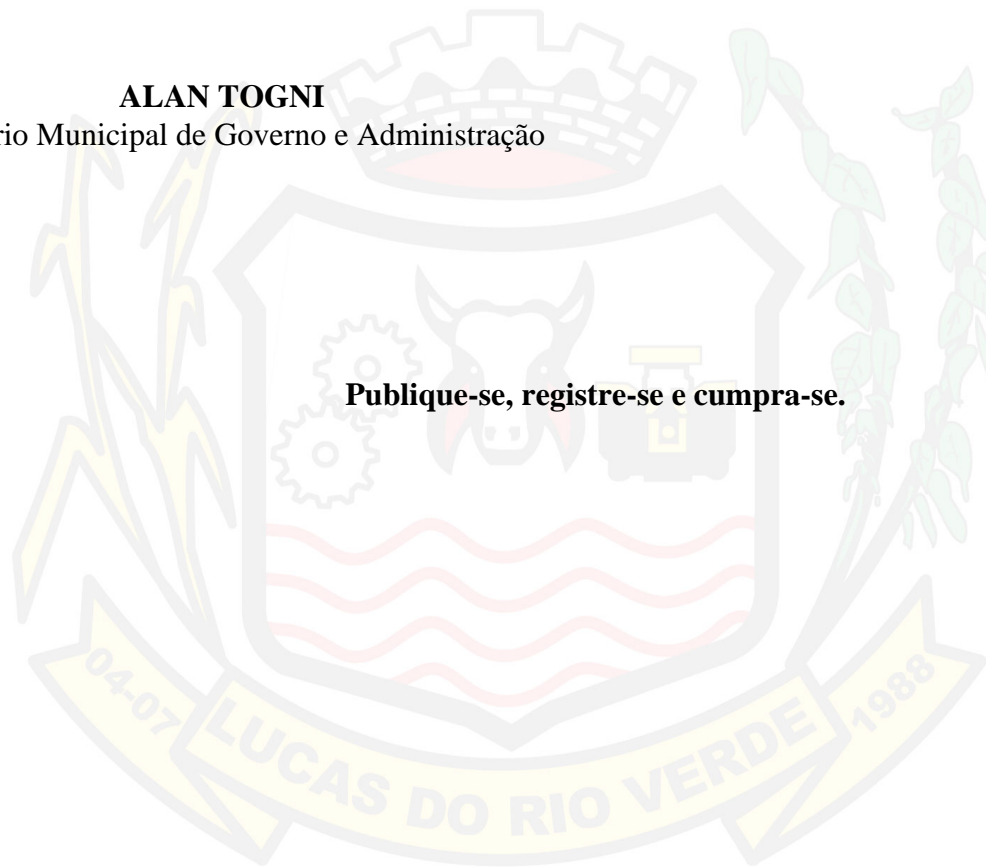 ALAN TOGNI
rio Municipal de Governo e Administração
Publique-se, registre-se e cumpra-se.
04-07
LUCAS DO RIO VERDE
1988